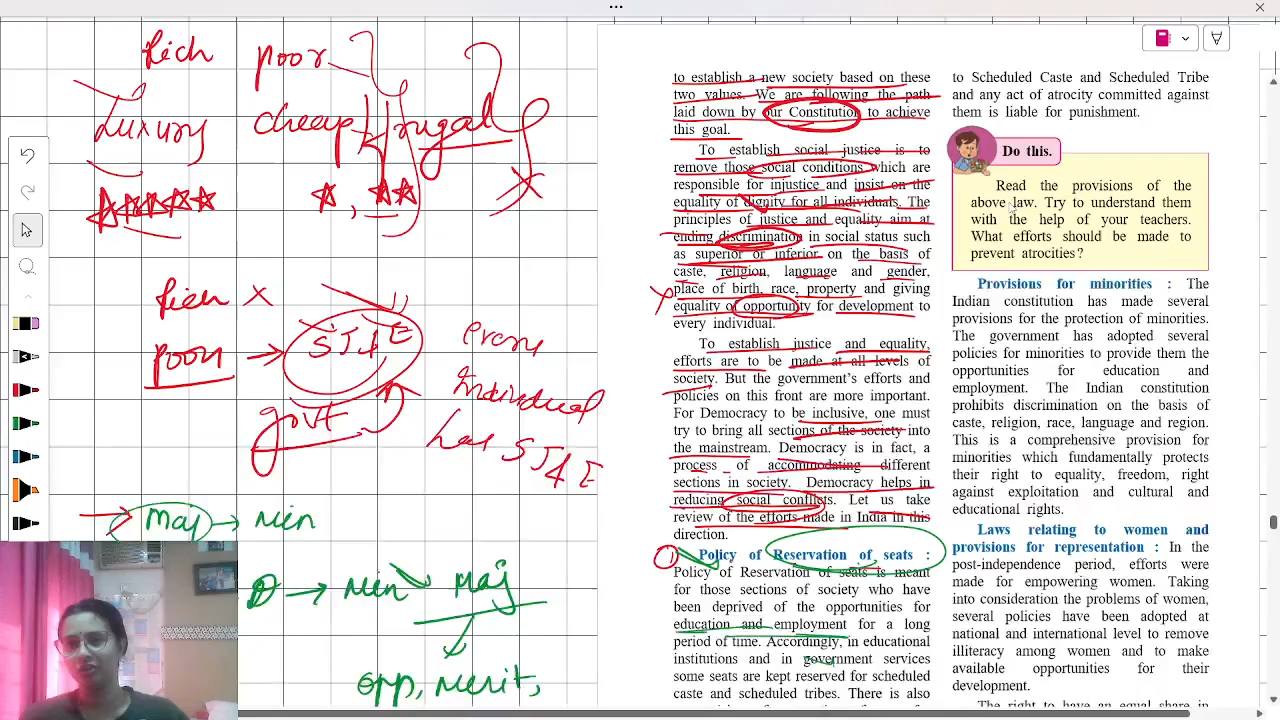 Rich poor
Luxury cheap frugal
Rich X
poor → SJ & E
govt
every
Individual
has SJ & E
→ Maj → Min
→ Min Maj
opp, merit,
to establish a new society based on these
two values. We are following the path
laid down by our Constitution to achieve
this goal.
To establish social justice is to
remove those social conditions which are
responsible for injustice and insist on the
equality of dignity for all individuals. The
principles of justice and equality aim at
ending discrimination in social status such
as superior or inferior on the basis of
caste, religion, language and gender,
place of birth, race, property and giving
equality of opportunity for development to
every individual.
To establish justice and equality,
efforts are to be made at all levels of
society. But the government's efforts and
policies on this front are more important.
For Democracy to be inclusive, one must
try to bring all sections of the society into
the mainstream. Democracy is in fact, a
process of accommodating different
sections in society. Democracy helps in
reducing social conflicts. Let us take
review of the efforts made in India in this
direction.
① Policy of Reservation of seats :
Policy of Reservation of seats is meant
for those sections of society who have
been deprived of the opportunities for
education and employment for a long
period of time. Accordingly, in educational
institutions and in government services
some seats are kept reserved for scheduled
caste and scheduled tribes. There is also
to Scheduled Caste and Scheduled Tribe
and any act of atrocity committed against
them is liable for punishment.
Do this.
Read the provisions of the
above law. Try to understand them
with the help of your teachers.
What efforts should be made to
prevent atrocities?
Provisions for minorities : The
Indian constitution has made several
provisions for the protection of minorities.
The government has adopted several
policies for minorities to provide them the
opportunities for education and
employment. The Indian constitution
prohibits discrimination on the basis of
caste, religion, race, language and region.
This is a comprehensive provision for
minorities which fundamentally protects
their right to equality, freedom, right
against exploitation and cultural and
educational rights.
Laws relating to women and
provisions for representation : In the
post-independence period, efforts were
made for empowering women. Taking
into consideration the problems of women,
several policies have been adopted at
national and international level to remove
illiteracy among women and to make
available opportunities for their
development.
The right to have an equal share in